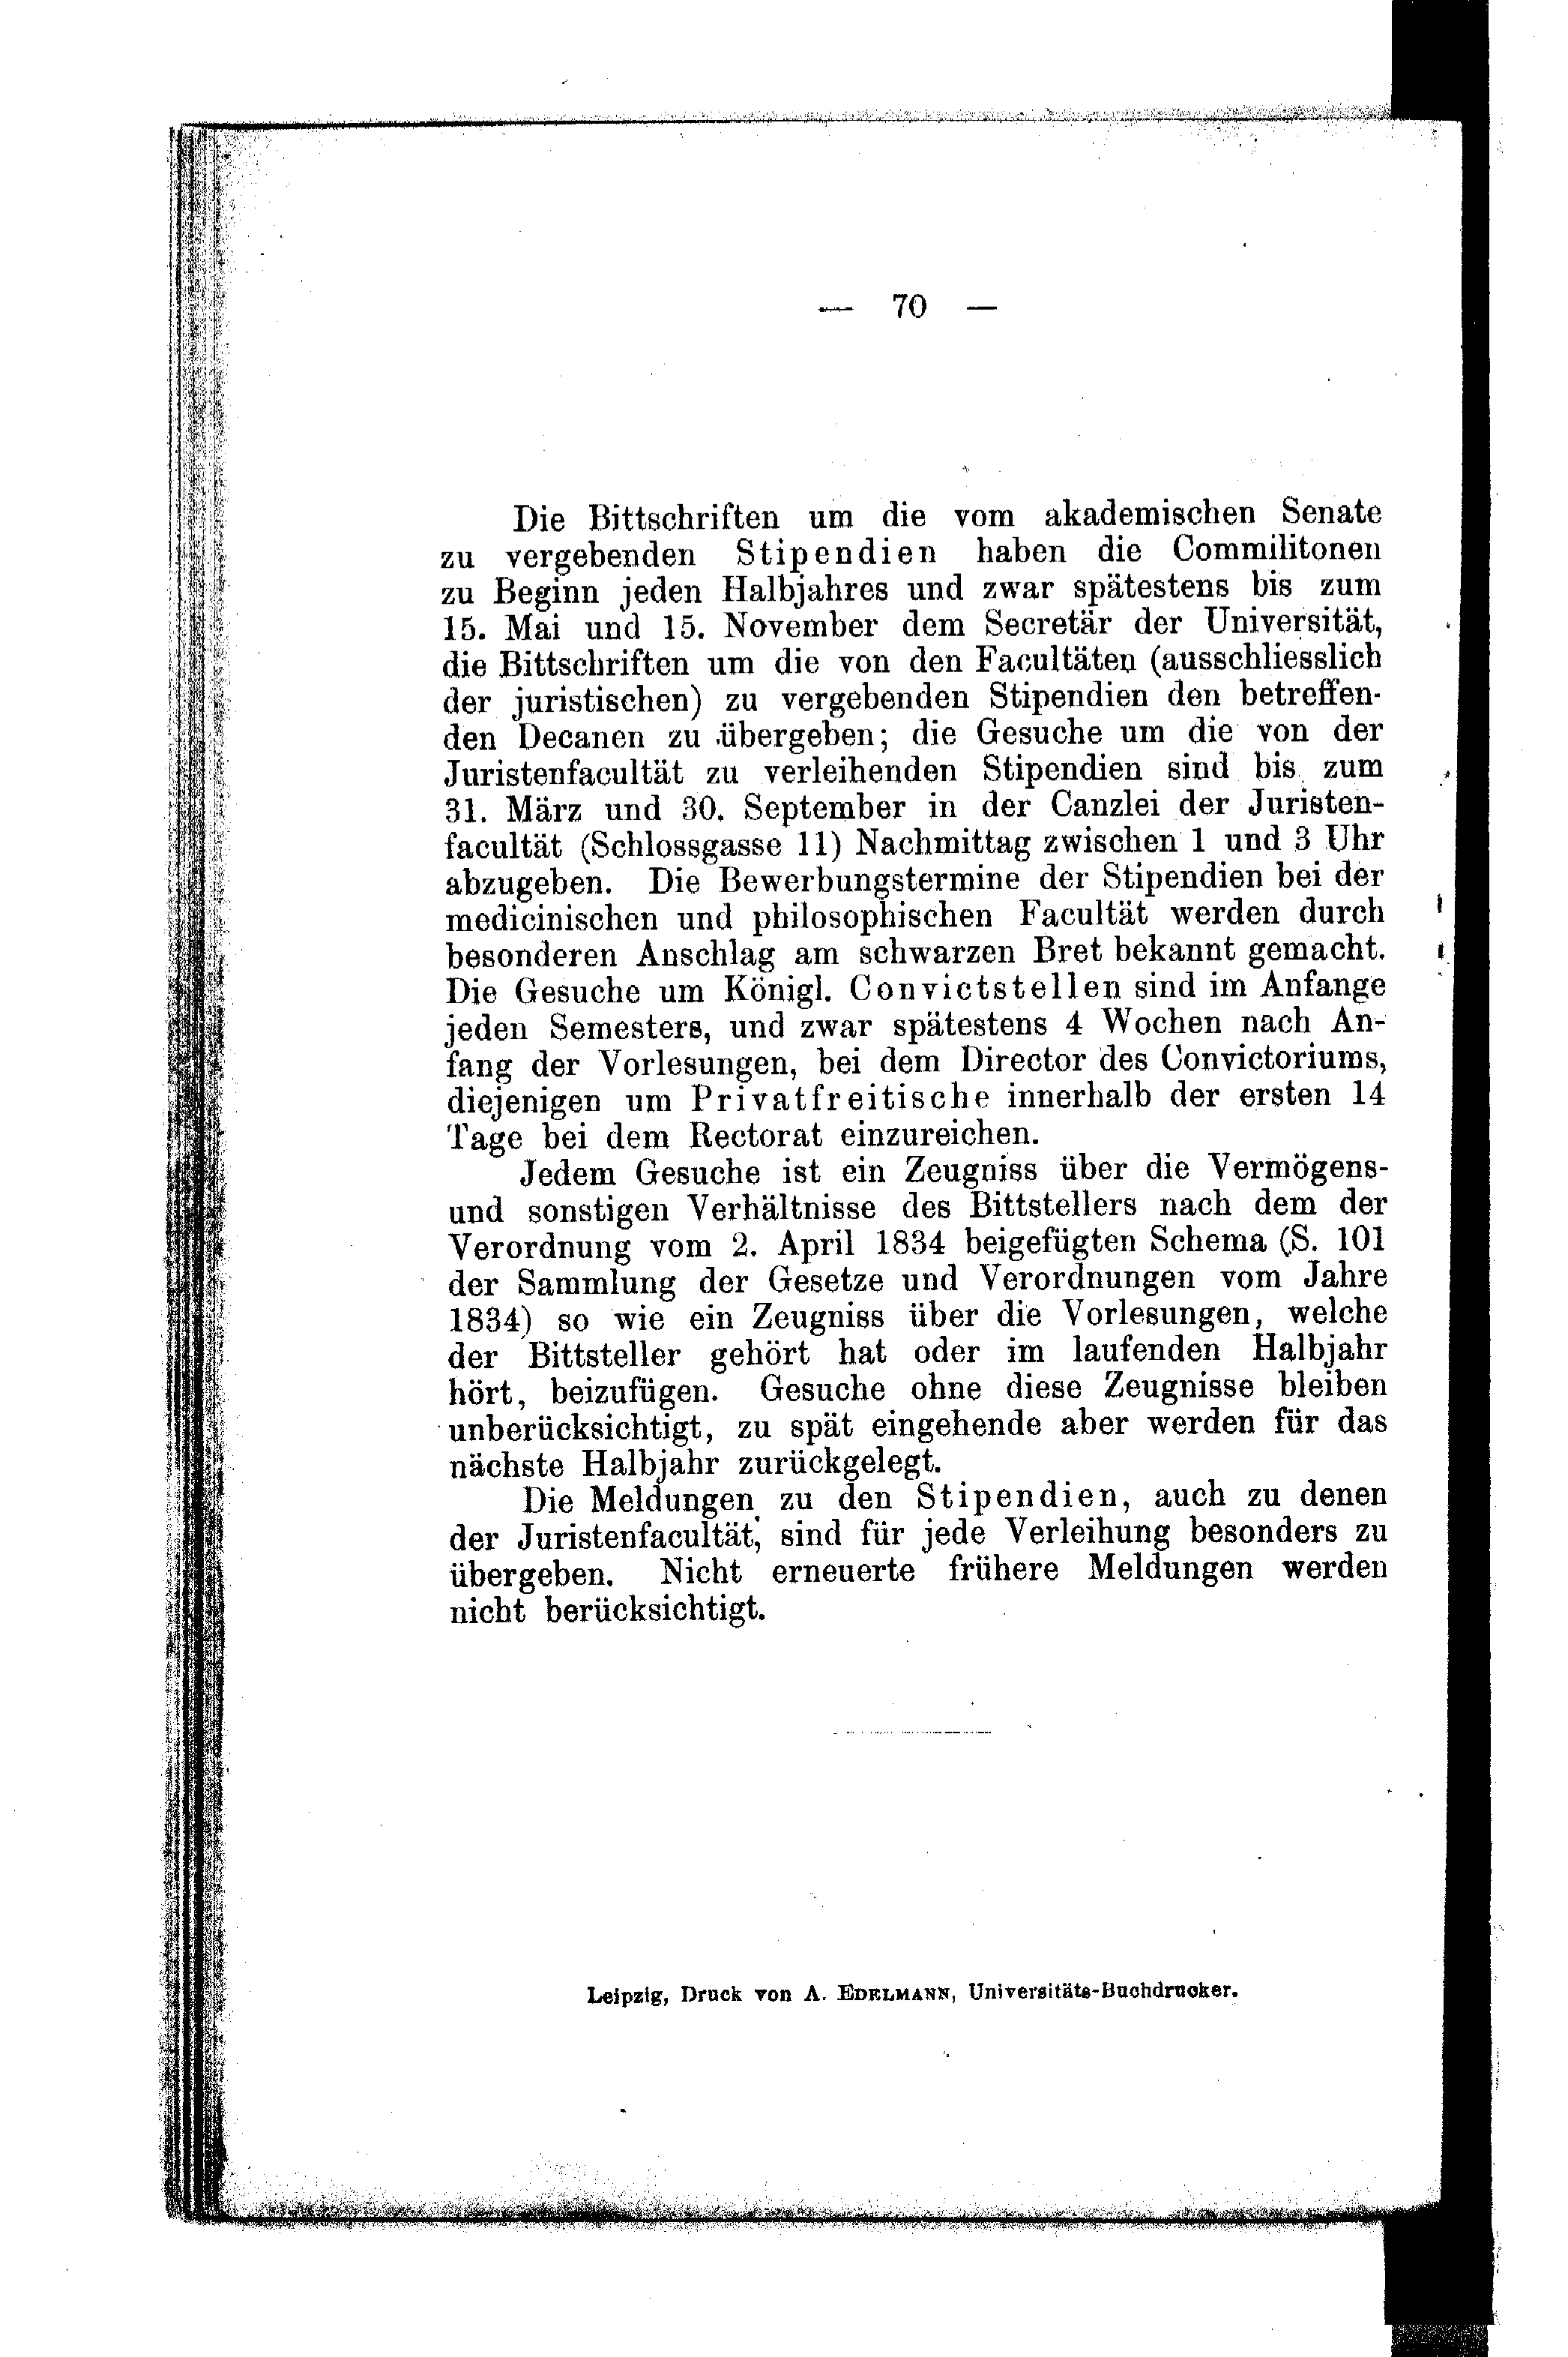 — 70 —
Die Bittschriften um die vom akademischen Senate
zu vergebenden Stipendien haben die Commilitonen
zu Beginn jeden Halbjahres und zwar spätestens bis zum
15. Mai und 15. November dem Secretär der Universität,
die Bittschriften um die von den Facultäten (ausschliesslich
der juristischen) zu vergebenden Stipendien den betreffen-
den Decanen zu übergeben; die Gesuche um die von der
Juristenfacultät zu verleihenden Stipendien sind bis zum
31. März und 30. September in der Canzlei der Juristen-
facultät (Schlossgasse 11) Nachmittag zwischen 1 und 3 Uhr
abzugeben. Die Bewerbungstermine der Stipendien bei der
medicinischen und philosophischen Facultät werden durch
besonderen Anschlag am schwarzen Bret bekannt gemacht.
Die Gesuche um Königl. Convictstellen sind im Anfange
jeden Semesters, und zwar spätestens 4 Wochen nach An-
fang der Vorlesungen, bei dem Director des Convictoriums,
diejenigen um Privatfreitische innerhalb der ersten 14
Tage bei dem Rectorat einzureichen.
Jedem Gesuche ist ein Zeugniss über die Vermögens-
und sonstigen Verhältnisse des Bittstellers nach dem der
Verordnung vom 2. April 1834 beigefügten Schema (S. 101
der Sammlung der Gesetze und Verordnungen vom Jahre
1834) so wie ein Zeugniss über die Vorlesungen, welche
der Bittsteller gehört hat oder im laufenden Halbjahr
hört, beizufügen. Gesuche ohne diese Zeugnisse bleiben
unberücksichtigt, zu spät eingehende aber werden für das
nächste Halbjahr zurückgelegt.
Die Meldungen zu den Stipendien, auch zu denen
der Juristenfacultät, sind für jede Verleihung besonders zu
übergeben. Nicht erneuerte frühere Meldungen werden
nicht berücksichtigt.
Leipzig, Druck von A. EDELMANN, Universitäts-Buchdrucker.